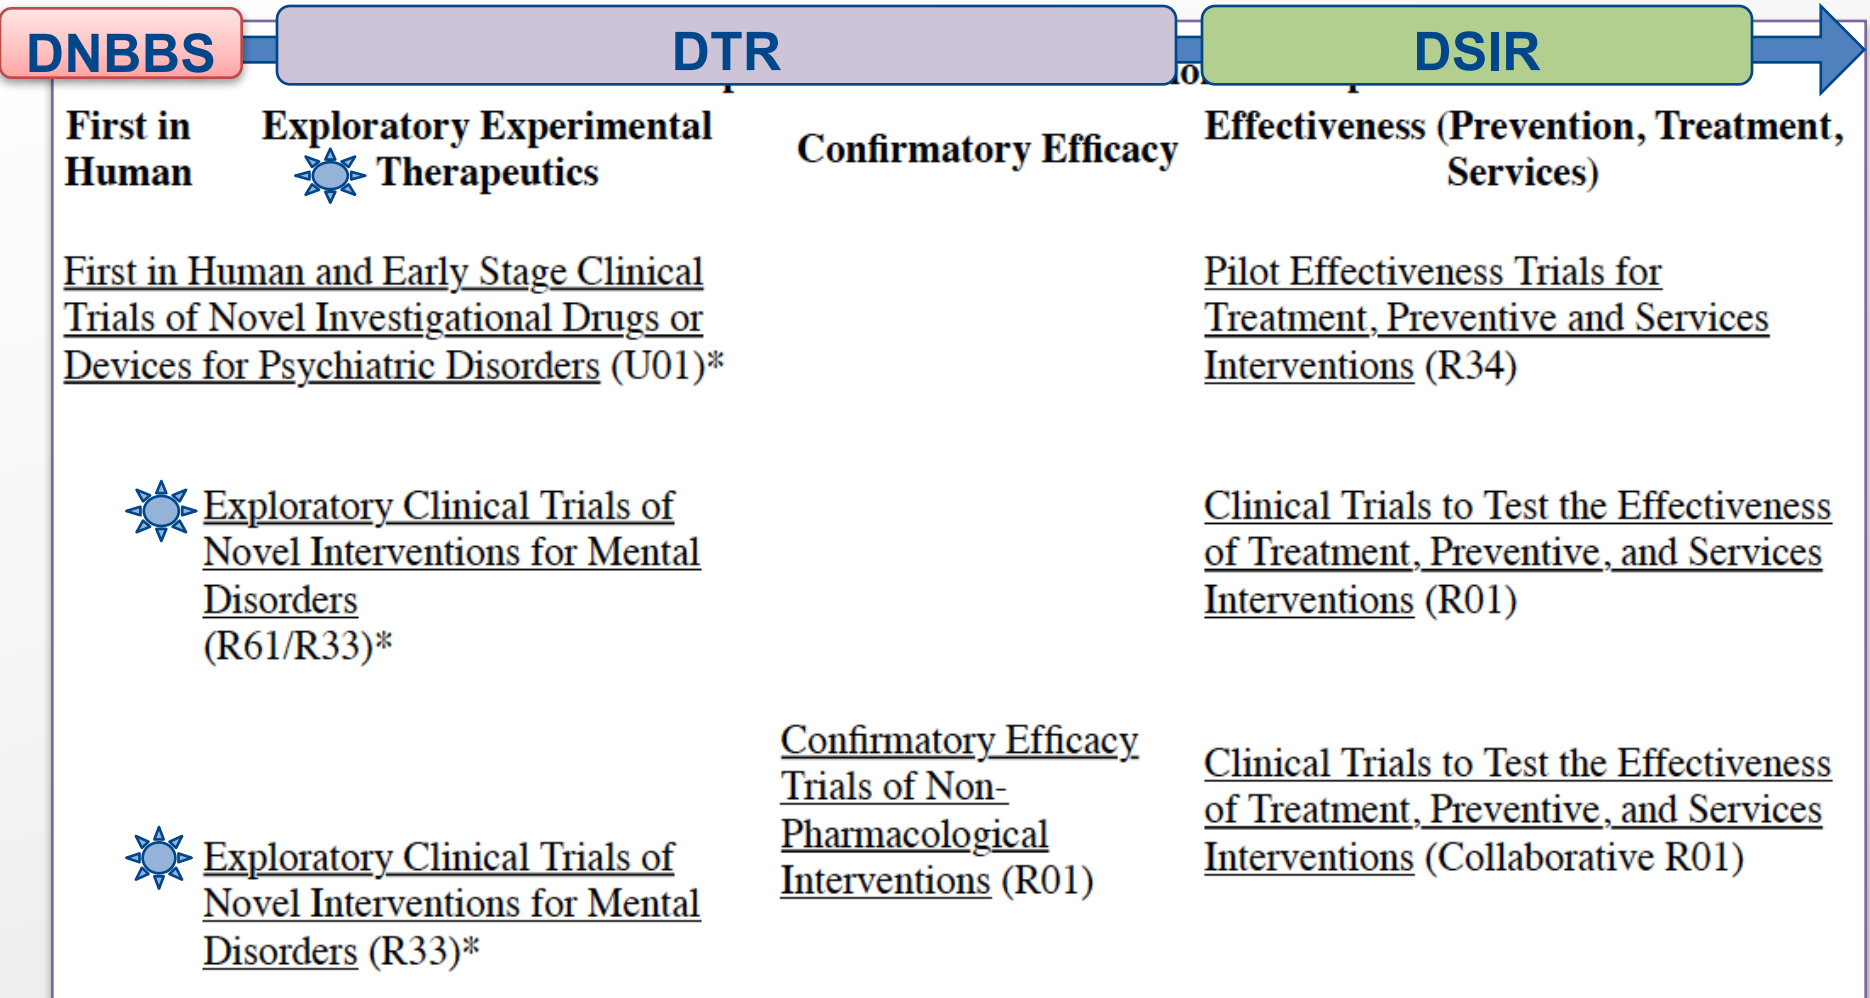 DNBBS
DTR
DSIR
First in
Human
Exploratory Experimental
Therapeutics
Confirmatory Efficacy
Effectiveness (Prevention, Treatment,
Services)
First in Human and Early Stage Clinical
Trials of Novel Investigational Drugs or
Devices for Psychiatric Disorders (U01)*
Pilot Effectiveness Trials for
Treatment, Preventive and Services
Interventions (R34)
Exploratory Clinical Trials of
Novel Interventions for Mental
Disorders
(R61/R33)*
Clinical Trials to Test the Effectiveness
of Treatment, Preventive, and Services
Interventions (R01)
Exploratory Clinical Trials of
Novel Interventions for Mental
Disorders (R33)*
Confirmatory Efficacy
Trials of Non-
Pharmacological
Interventions (R01)
Clinical Trials to Test the Effectiveness
of Treatment, Preventive, and Services
Interventions (Collaborative R01)